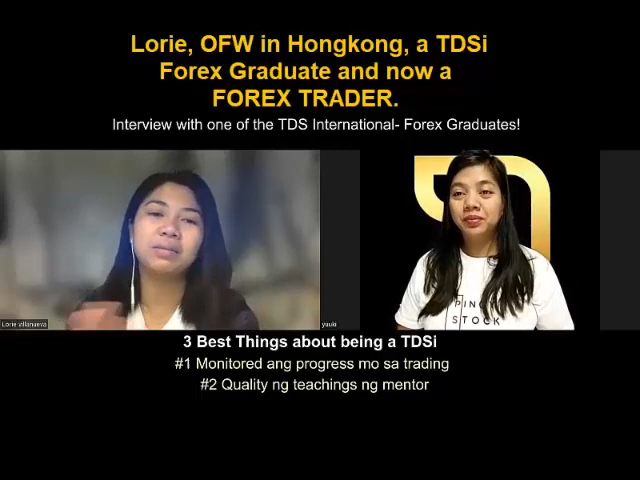 Lorie, OFW in Hongkong, a TDSi
Forex Graduate and now a
FOREX TRADER.
Interview with one of the TDS International- Forex Graduates!
Lorie Villanueva
yuuki
STOCK
3 Best Things about being a TDSi
#1 Monitored ang progress mo sa trading
#2 Quality ng teachings ng mentor